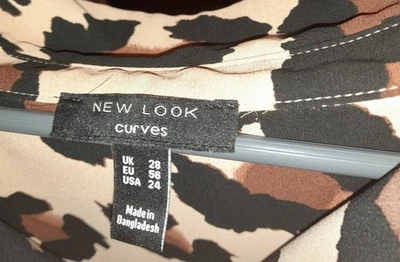 NEW LOOK
curves
UK 28
EU 56
USA 24
Made in
Bangladesh